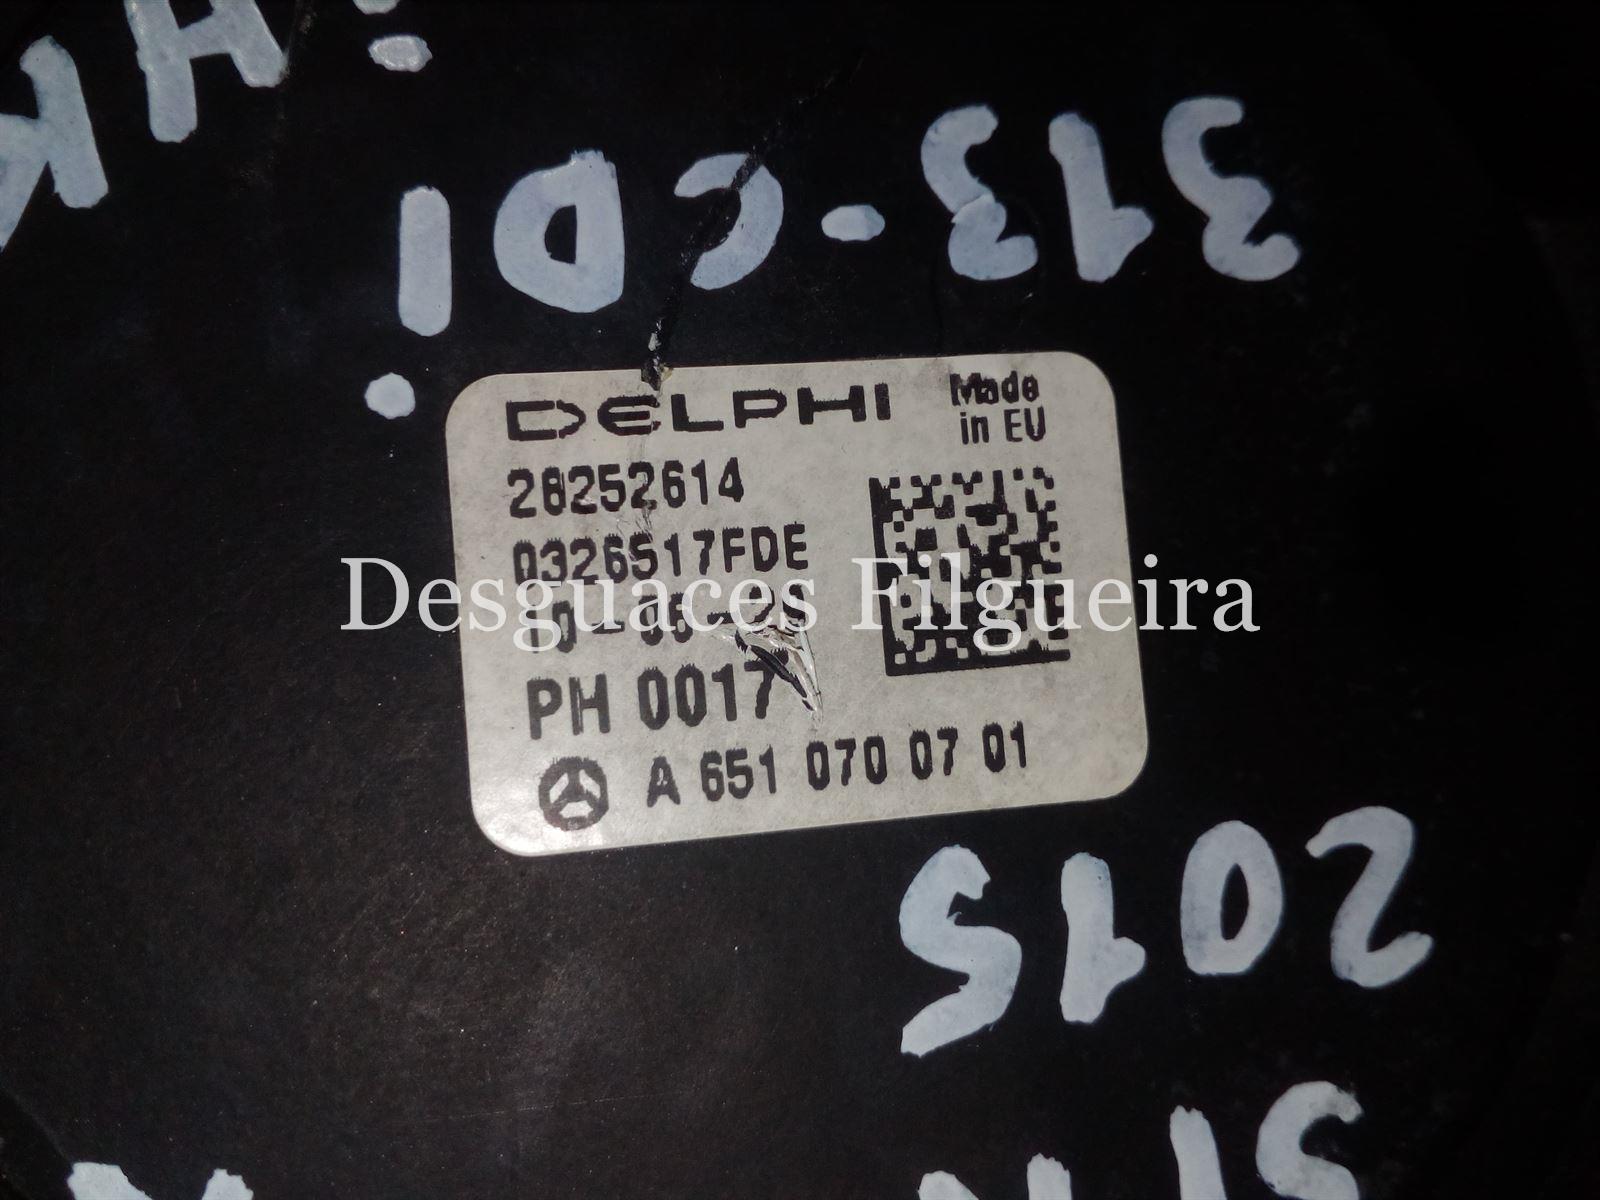 313-CDI
DELPHI
Made
in EU
28252614
0326517FDE
Desguaces Filgueira
PH 0017
A 651 070 07 01
2015